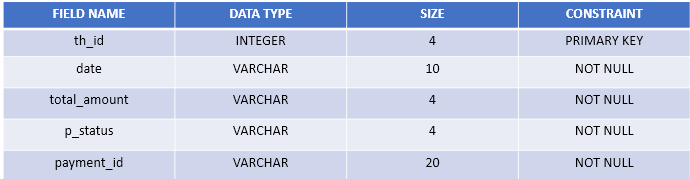 FIELD NAME DATA TYPE SIZE CONSTRAINT
th_id INTEGER 4 PRIMARY KEY
date VARCHAR 10 NOT NULL
total_amount VARCHAR 4 NOT NULL
p_status VARCHAR 4 NOT NULL
payment_id VARCHAR 20 NOT NULL